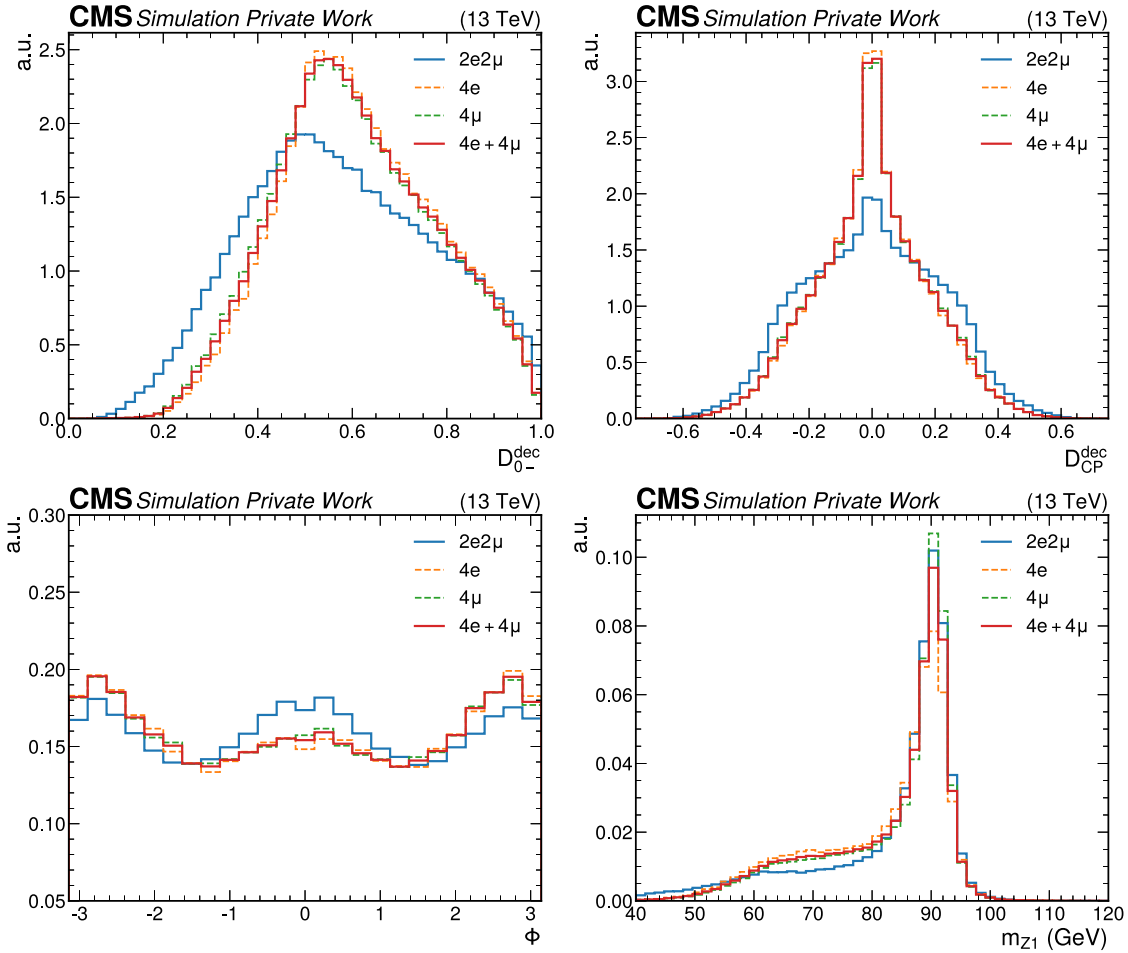 CMS Simulation Private Work (13 TeV)
a.u.
2.5
2.0
1.5
1.0
0.5
0.0
2e2μ
4e
4μ
4e + 4μ
0.0 0.2 0.4 0.6 0.8 1.0
D_{0−}^{dec}
CMS Simulation Private Work (13 TeV)
a.u.
3.0
2.5
2.0
1.5
1.0
0.5
0.0
2e2μ
4e
4μ
4e + 4μ
-0.6 -0.4 -0.2 0.0 0.2 0.4 0.6
D_{CP}^{dec}
CMS Simulation Private Work (13 TeV)
a.u.
0.30
0.25
0.20
0.15
0.10
0.05
2e2μ
4e
4μ
4e + 4μ
-3 -2 -1 0 1 2 3
Φ
CMS Simulation Private Work (13 TeV)
a.u.
0.10
0.08
0.06
0.04
0.02
0.00
2e2μ
4e
4μ
4e + 4μ
40 50 60 70 80 90 100 110 120
m_{Z1} (GeV)